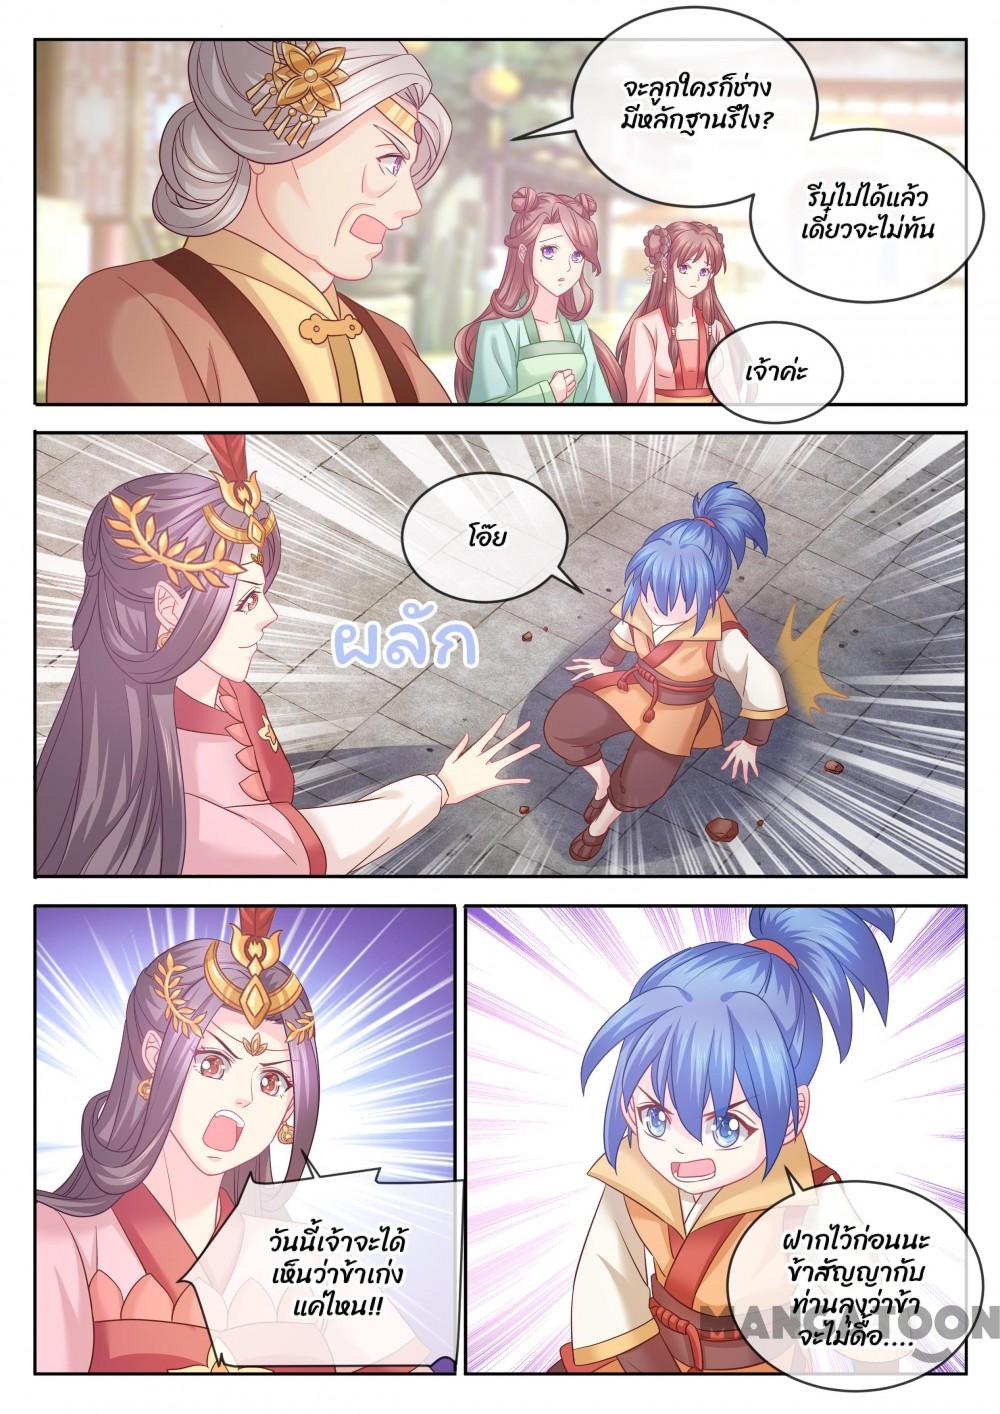 จะลูกใครก็ช่าง
มีหลักฐานรึไง?
รีบไปได้แล้ว
เดี๋ยวจะไม่ทัน
เจ้าค่ะ
โอ๊ย
ผลัก
วันนี้เจ้าจะได้
เห็นว่าข้าเก่ง
แค่ไหน!!
ฝากไว้ก่อนนะ
ข้าสัญญากับ
ท่านลุงว่าข้า
จะไม่ดื้อ....
MANGATOON